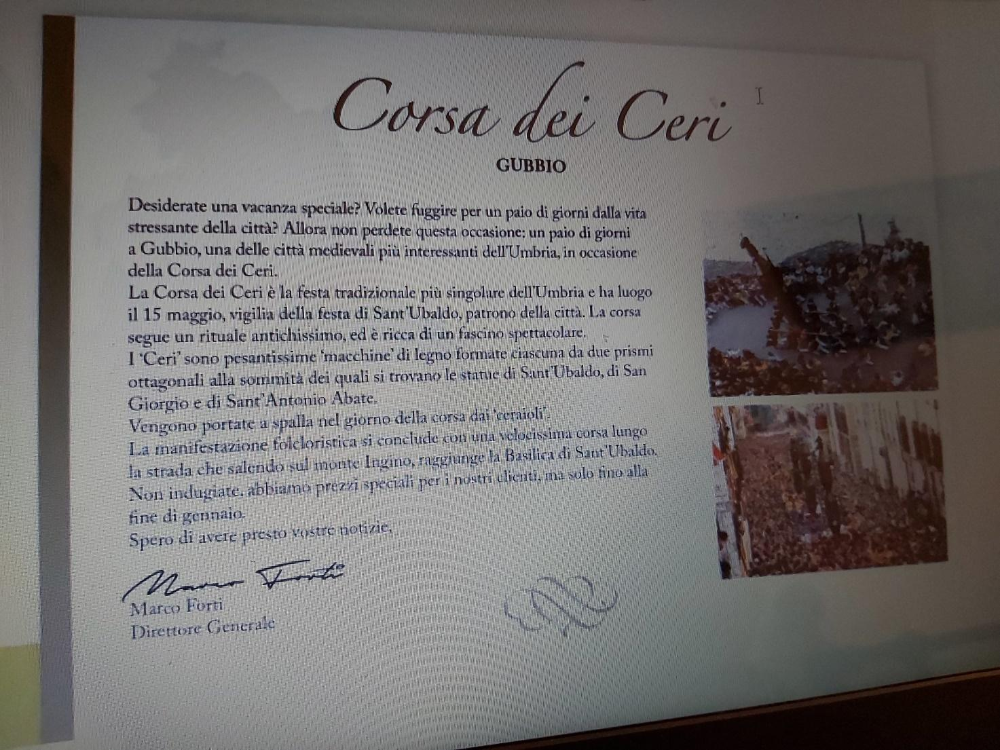 Corsa dei Ceri
GUBBIO
Desiderate una vacanza speciale? Volete fuggire per un paio di giorni dalla vita
stressante della città? Allora non perdete questa occasione: un paio di giorni
a Gubbio, una delle città medievali più interessanti dell'Umbria, in occasione
della Corsa dei Ceri.
La Corsa dei Ceri è la festa tradizionale più singolare dell'Umbria e ha luogo
il 15 maggio, vigilia della festa di Sant'Ubaldo, patrono della città. La corsa
segue un rituale antichissimo, ed è ricca di un fascino spettacolare.
I 'Ceri' sono pesantissime 'macchine' di legno formate ciascuna da due prismi
ottagonali alla sommità dei quali si trovano le statue di Sant'Ubaldo, di San
Giorgio e di Sant'Antonio Abate.
Vengono portate a spalla nel giorno della corsa dai 'ceraioli'.
La manifestazione folcloristica si conclude con una velocissima corsa lungo
la strada che salendo sul monte Ingino, raggiunge la Basilica di Sant'Ubaldo.
Non indugiate, abbiamo prezzi speciali per i nostri clienti, ma solo fino alla
fine di gennaio.
Spero di avere presto vostre notizie,
Marco Forti
Marco Forti
Direttore Generale